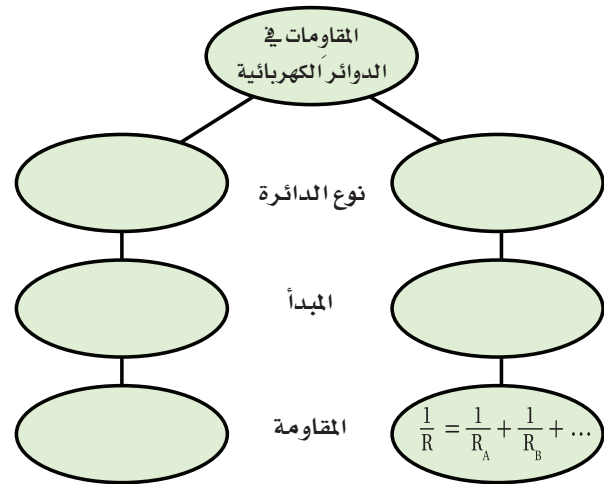 المقاومات في
الدوائر الكهربائية
نوع الدائرة
المبدأ
المقاومة
1/R = 1/R_A + 1/R_B + ...